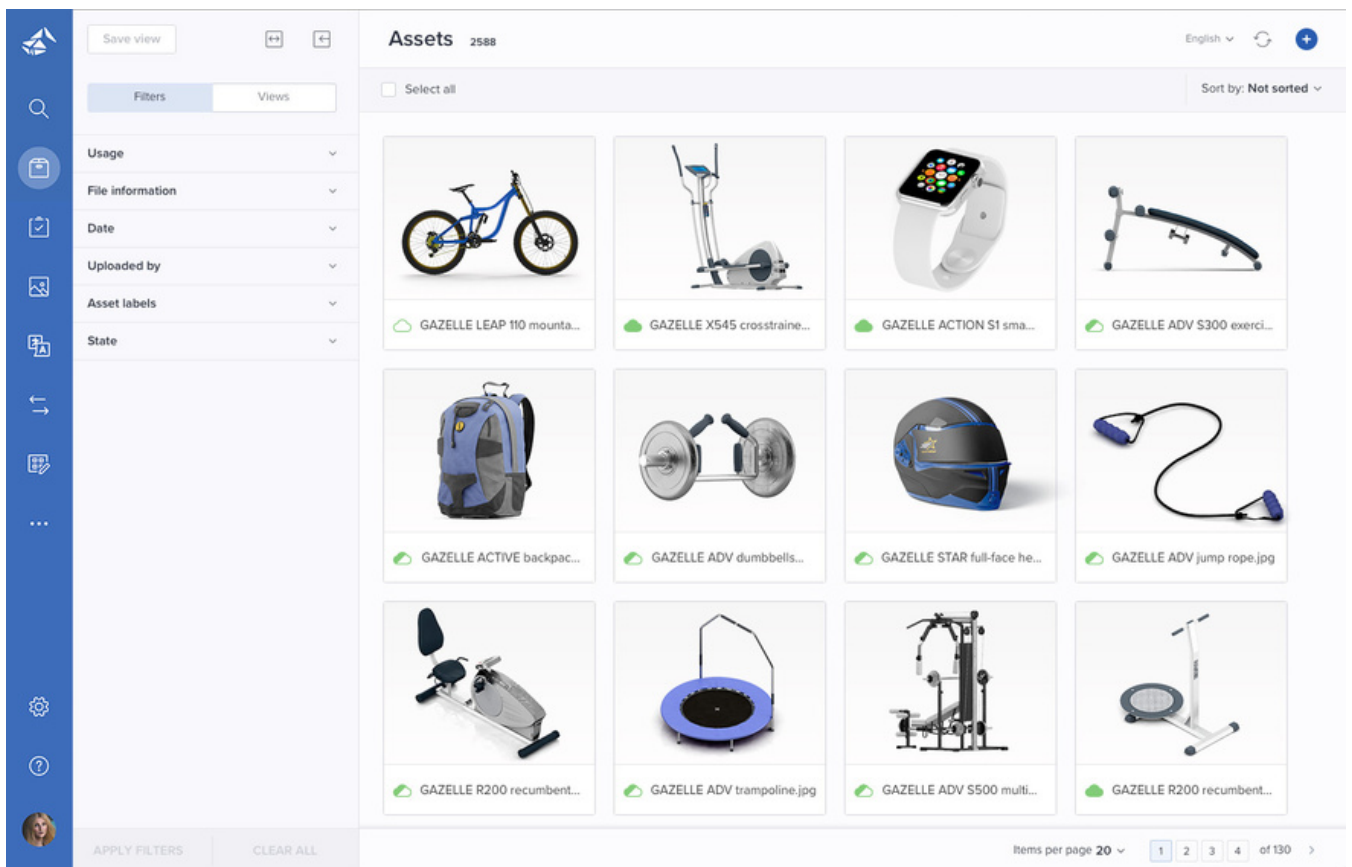 Save view
Assets 2588
English
Filters
Views
Select all
Sort by: Not sorted
Usage
File information
Date
Uploaded by
Asset labels
State
GAZELLE LEAP 110 mounta...
GAZELLE X545 crosstraine...
GAZELLE ACTION S1 sma...
GAZELLE ADV S300 exerci...
GAZELLE ACTIVE backpac...
GAZELLE ADV dumbbells...
GAZELLE STAR full-face he...
GAZELLE ADV jump rope.jpg
GAZELLE R200 recumbent...
GAZELLE ADV trampoline.jpg
GAZELLE ADV S500 multi...
GAZELLE R200 recumbent...
APPLY FILTERS
CLEAR ALL
Items per page 20
1 2 3 4 of 130